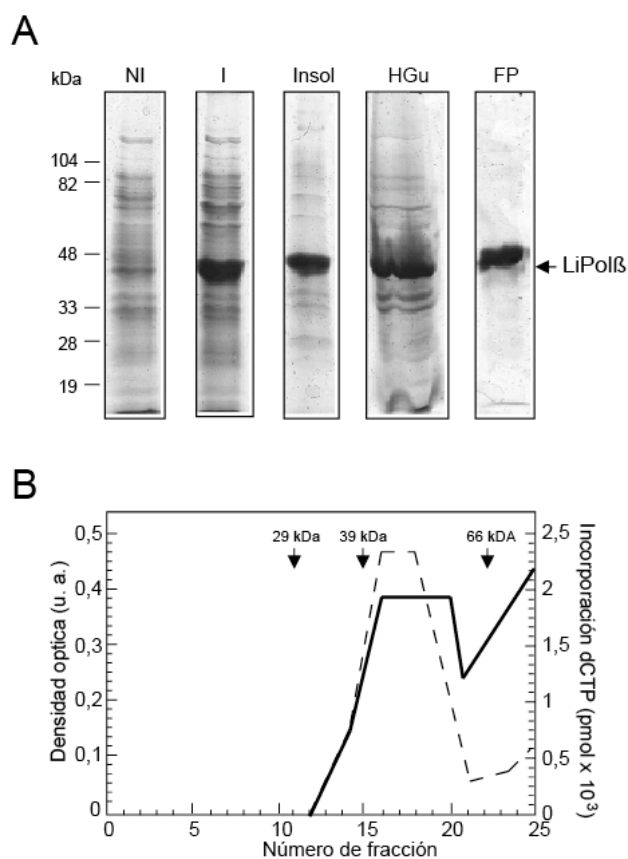 A
kDa NI I Insol HGu FP
104
82
48
33
28
19
LiPolß
B
Densidad optica (u. a.)
0,5
0,4
0,3
0,2
0,1
0
29 kDa 39 kDa 66 kDA
2,5
2
1,5
1
0,5
0
Incorporación dCTP (pmol x 10³)
0 5 10 15 20 25
Número de fracción